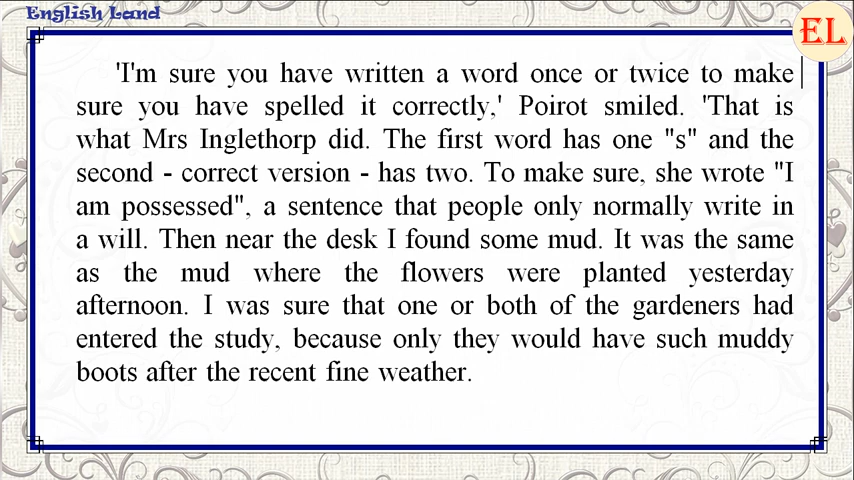 English Land
EL
'I'm sure you have written a word once or twice to make
sure you have spelled it correctly,' Poirot smiled. 'That is
what Mrs Inglethorp did. The first word has one "s" and the
second - correct version - has two. To make sure, she wrote "I
am possessed", a sentence that people only normally write in
a will. Then near the desk I found some mud. It was the same
as the mud where the flowers were planted yesterday
afternoon. I was sure that one or both of the gardeners had
entered the study, because only they would have such muddy
boots after the recent fine weather.